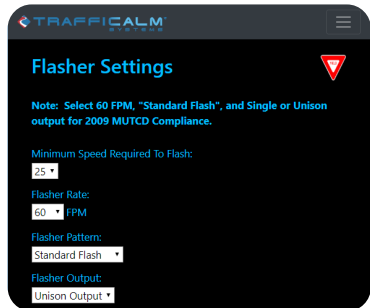 TRAFFICALM
SYSTEMS
Flasher Settings
Note: Select 60 FPM, "Standard Flash", and Single or Unison
output for 2009 MUTCD Compliance.
Minimum Speed Required To Flash:
25
Flasher Rate:
60 FPM
Flasher Pattern:
Standard Flash
Flasher Output:
Unison Output